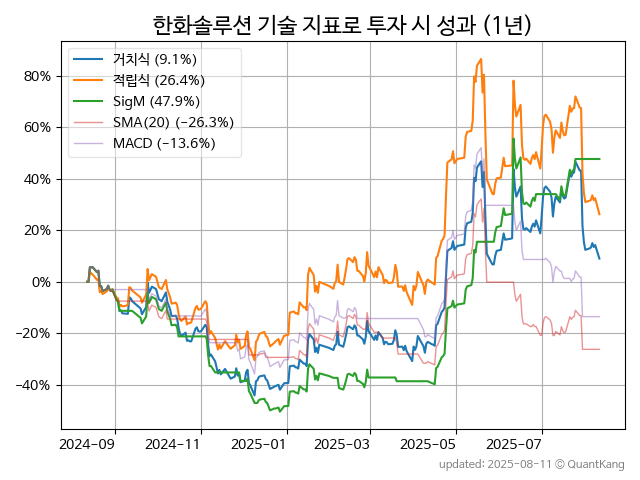 한화솔루션 기술 지표로 투자 시 성과 (1년)
거치식 (9.1%)
적립식 (26.4%)
SigM (47.9%)
SMA(20) (−26.3%)
MACD (−13.6%)
80%
60%
40%
20%
0%
−20%
−40%
2024-09 2024-11 2025-01 2025-03 2025-05 2025-07
updated: 2025-08-11 © QuantKang